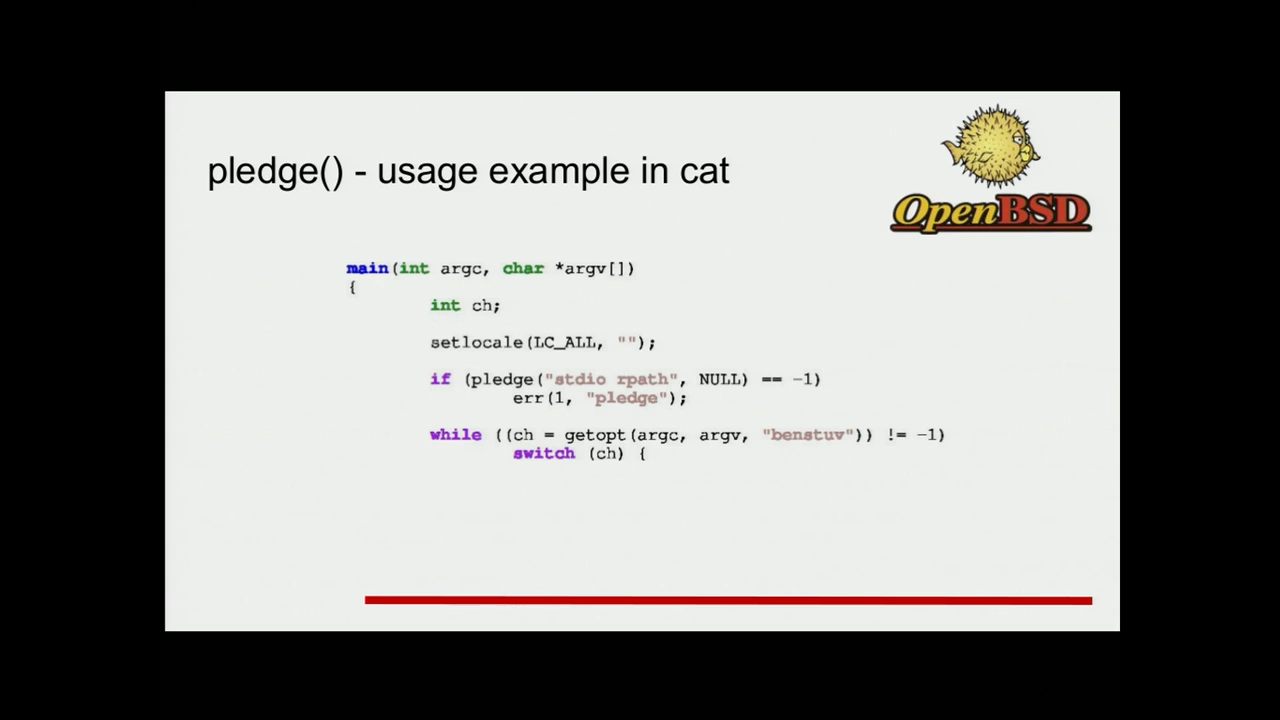 pledge() - usage example in cat
OpenBSD
main(int argc, char *argv[])
{
int ch;
setlocale(LC_ALL, "");
if (pledge("stdio rpath", NULL) == -1)
err(1, "pledge");
while ((ch = getopt(argc, argv, "benstuv")) != -1)
switch (ch) {